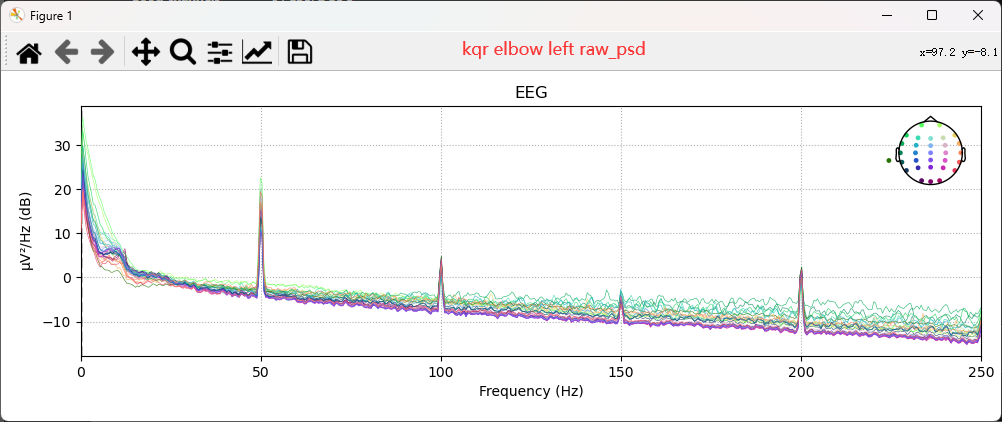 Figure 1
kqr elbow left raw_psd
x=97.2 y=-8.1
EEG
30
20
10
0
−10
µV²/Hz (dB)
0 50 100 150 200 250
Frequency (Hz)